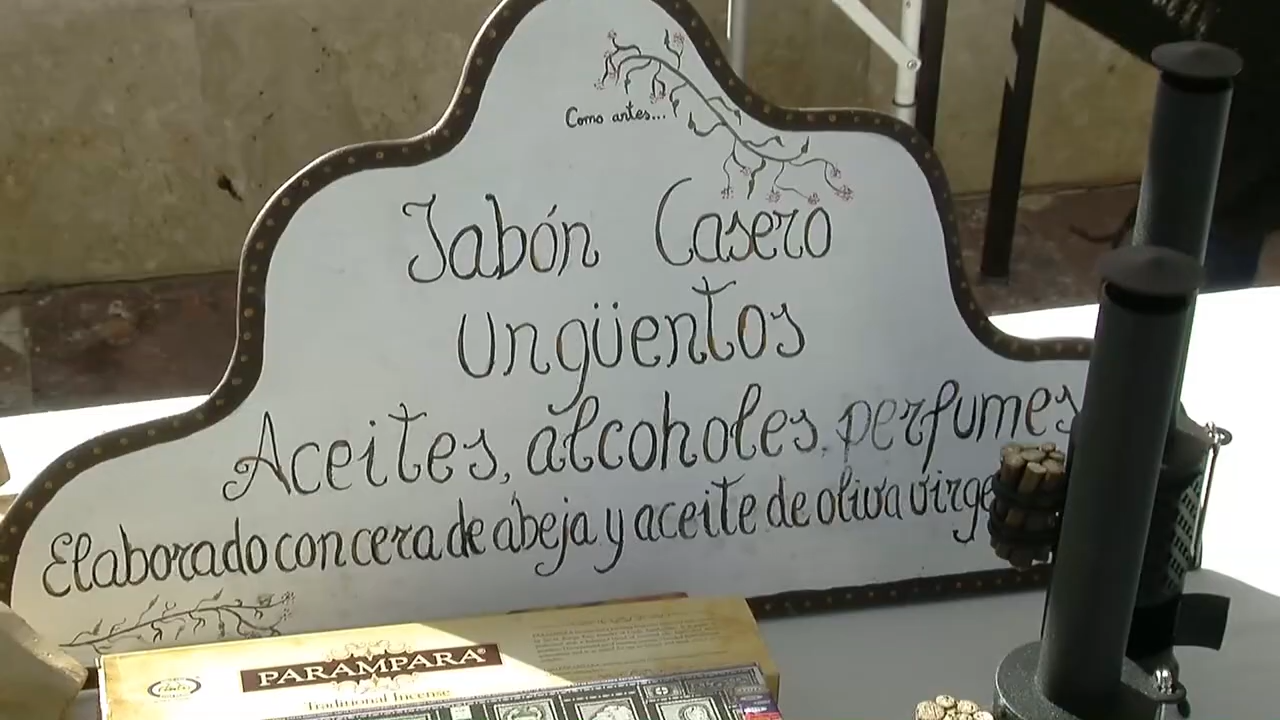 Como artes...
Jabón Casero
Ungüentos
Aceites, alcoholes, perfumes
Elaborado con cera de abeja y aceite de oliva virge
PARAMPARA
Traditional Incense